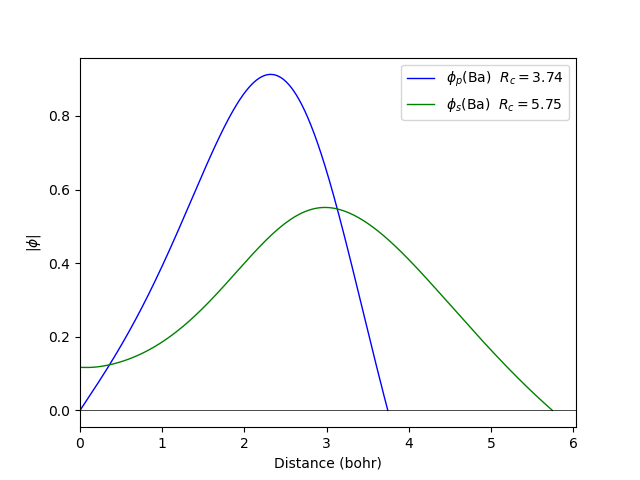 ϕp(Ba) Rc = 3.74
ϕs(Ba) Rc = 5.75
0.8
0.6
0.4
0.2
0.0
|ϕ|
0 1 2 3 4 5 6
Distance (bohr)